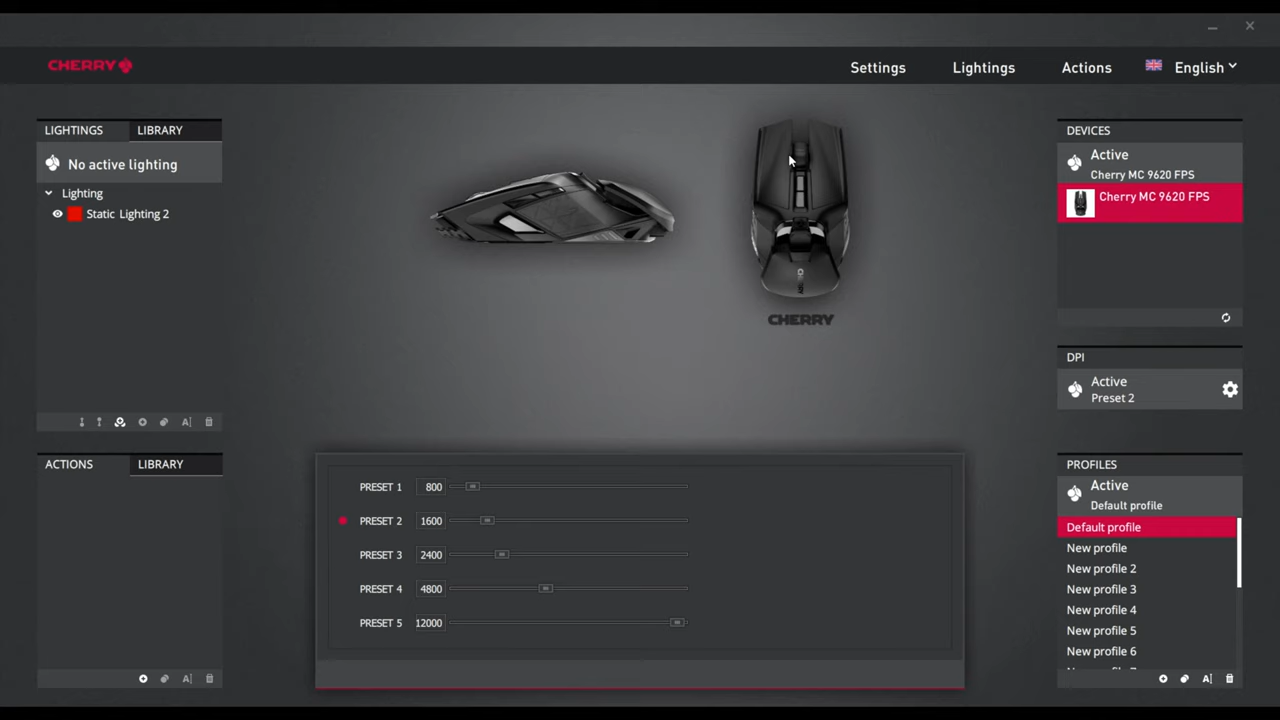 CHERRY
Settings
Lightings
Actions
English
LIGHTINGS
LIBRARY
No active lighting
Lighting
Static Lighting 2
ACTIONS
LIBRARY
CHERRY
PRESET 1 800
PRESET 2 1600
PRESET 3 2400
PRESET 4 4800
PRESET 5 12000
DEVICES
Active
Cherry MC 9620 FPS
Cherry MC 9620 FPS
DPI
Active
Preset 2
PROFILES
Active
Default profile
Default profile
New profile
New profile 2
New profile 3
New profile 4
New profile 5
New profile 6